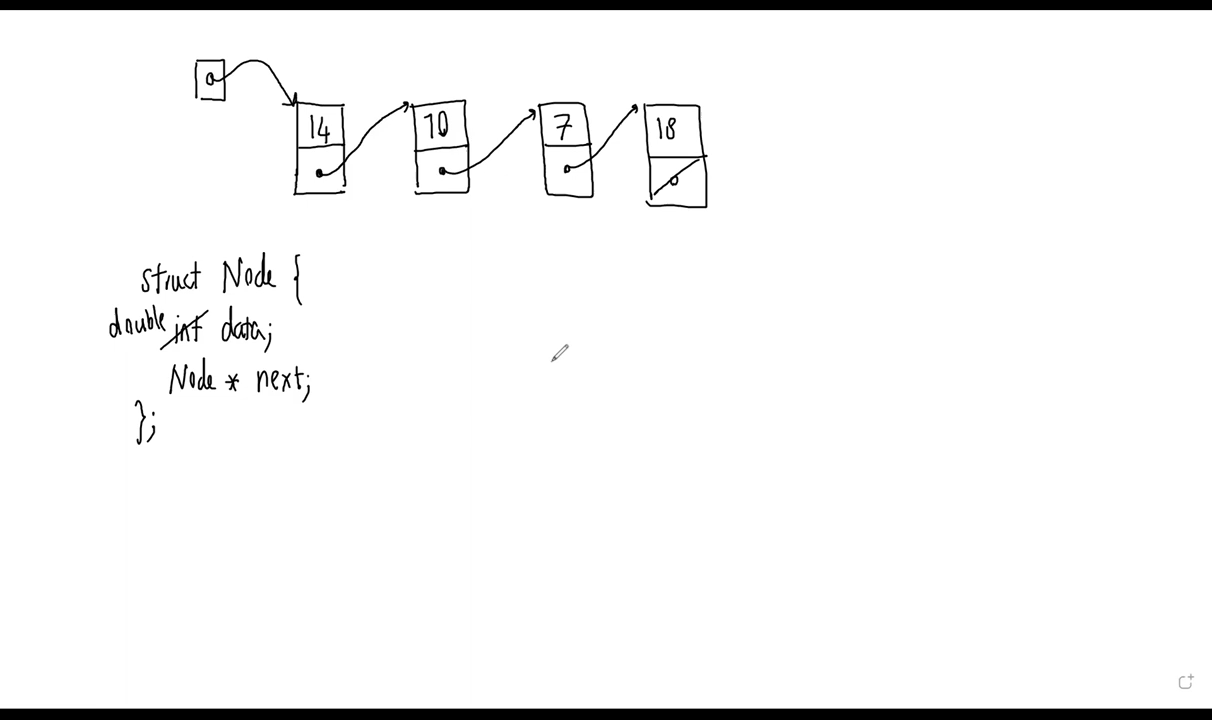 14 10 7 18
struct Node {
double int data;
Node * next;
};